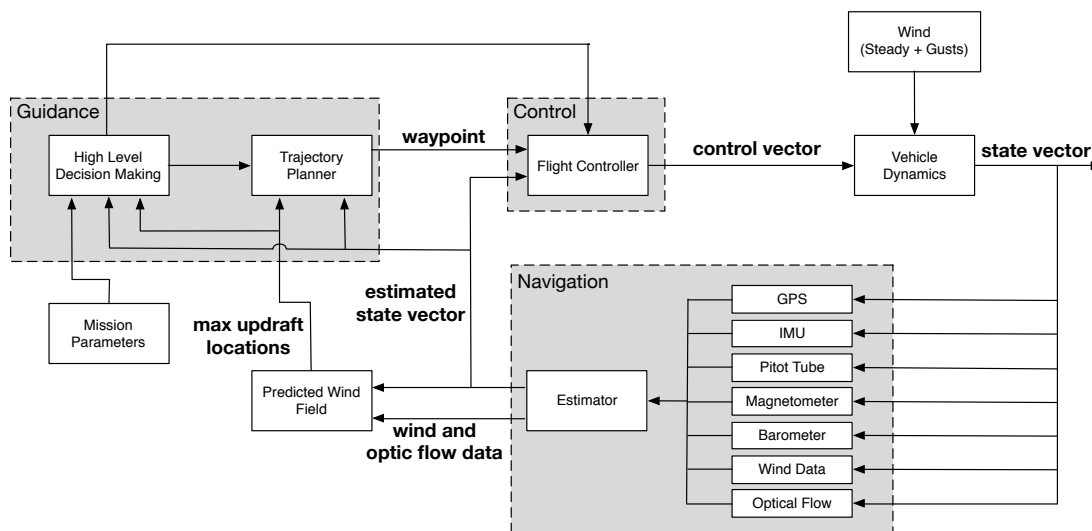 Wind
(Steady + Gusts)
Guidance
Control
High Level
Decision Making
Trajectory
Planner
waypoint
Flight Controller
control vector
Vehicle
Dynamics
state vector
Navigation
Mission
Parameters
max updraft
locations
estimated
state vector
Predicted Wind
Field
wind and
optic flow data
Estimator
GPS
IMU
Pitot Tube
Magnetometer
Barometer
Wind Data
Optical Flow